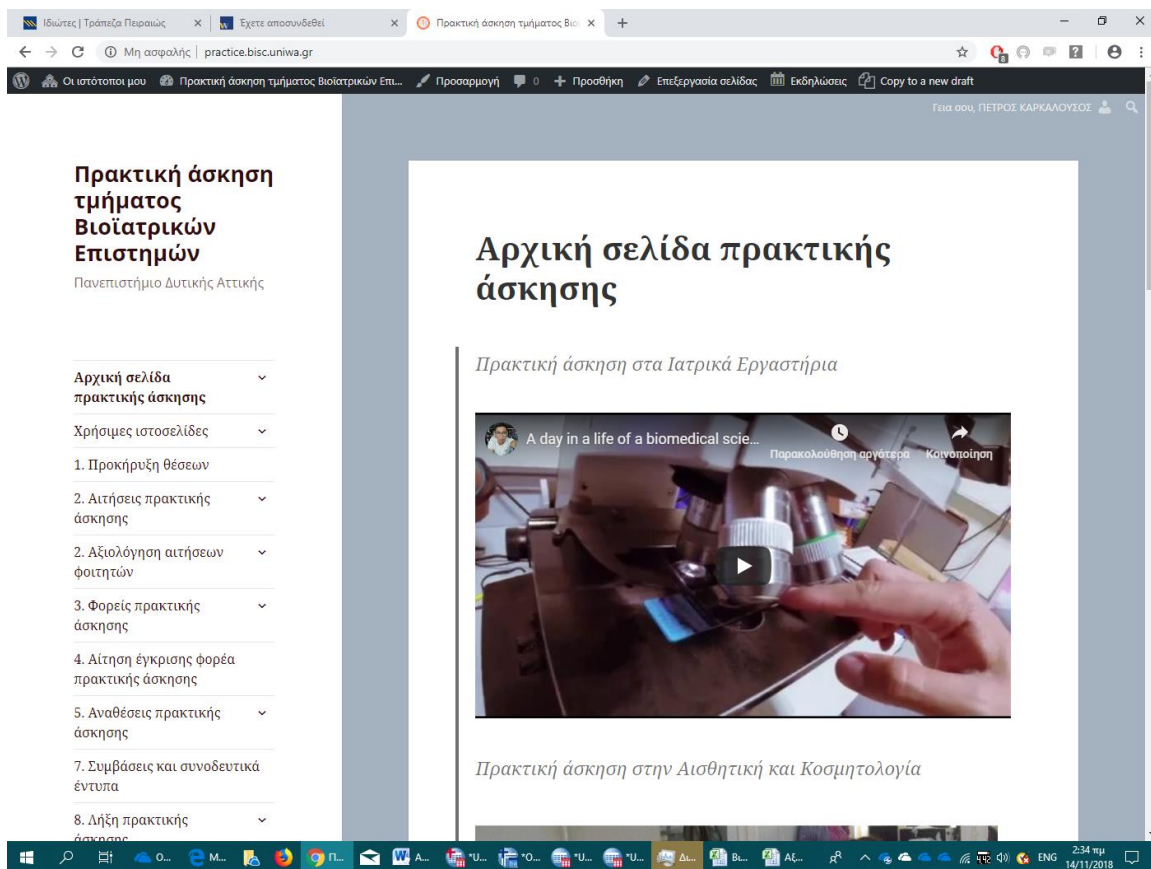 Ιδιώτες | Τράπεζα Πειραιώς
Έχετε αποσυνδεθεί
Πρακτική άσκηση τμήματος Βιοϊ
Μη ασφαλής | practice.bisc.uniwa.gr
Οι ιστότοποι μου Πρακτική άσκηση τμήματος Βιοϊατρικών Επι... Προσαρμογή 0 Προσθήκη Επεξεργασία σελίδας Εκδηλώσεις Copy to a new draft
Γεια σου, ΠΕΤΡΟΣ ΚΑΡΚΑΛΟΥΣΟΣ
Πρακτική άσκηση
τμήματος
Βιοϊατρικών
Επιστημών
Πανεπιστήμιο Δυτικής Αττικής
Αρχική σελίδα
πρακτικής άσκησης
Χρήσιμες ιστοσελίδες
1. Προκήρυξη θέσεων
2. Αιτήσεις πρακτικής
άσκησης
2. Αξιολόγηση αιτήσεων
φοιτητών
3. Φορείς πρακτικής
άσκησης
4. Αίτηση έγκρισης φορέα
πρακτικής άσκησης
5. Αναθέσεις πρακτικής
άσκησης
7. Συμβάσεις και συνοδευτικά
έντυπα
8. Λήξη πρακτικής
άσκησης
Αρχική σελίδα πρακτικής
άσκησης
Πρακτική άσκηση στα Ιατρικά Εργαστήρια
A day in a life of a biomedical scie...
Παρακολούθηση αργότερα Κοινοποίηση
Πρακτική άσκηση στην Αισθητική και Κοσμητολογία
O... M... Π... A... *U... *O... *U... *U... Δι... Βι... Αξ... ENG 2:34 πμ
14/11/2018